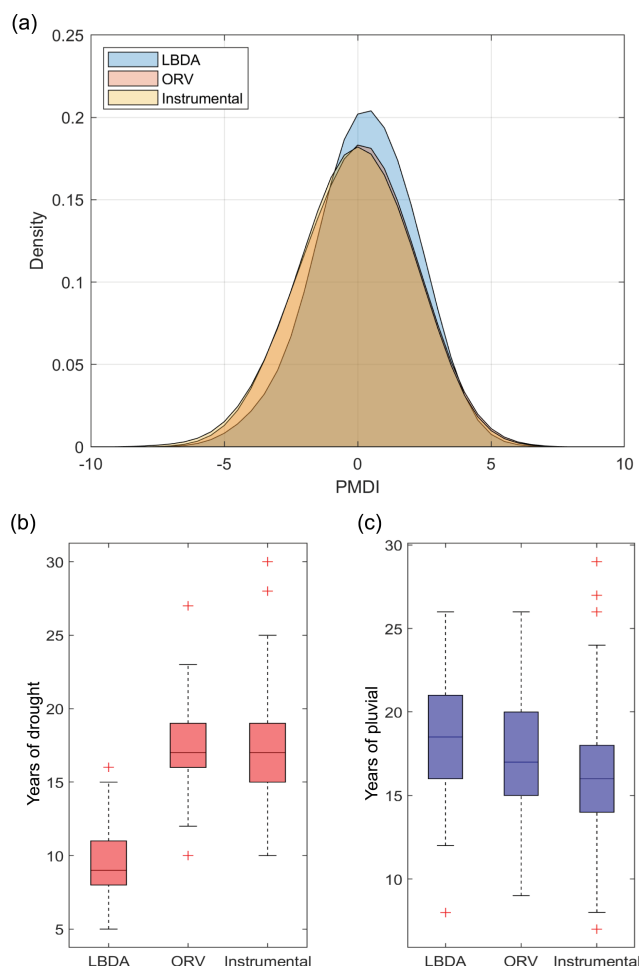 (a)
0.25
0.2
0.15
0.1
0.05
0
Density
LBDA
ORV
Instrumental
-10 -5 0 5 10
PMDI
(b)
30
25
20
15
10
5
Years of drought
LBDA ORV Instrumental
(c)
30
25
20
15
10
Years of pluvial
LBDA ORV Instrumental